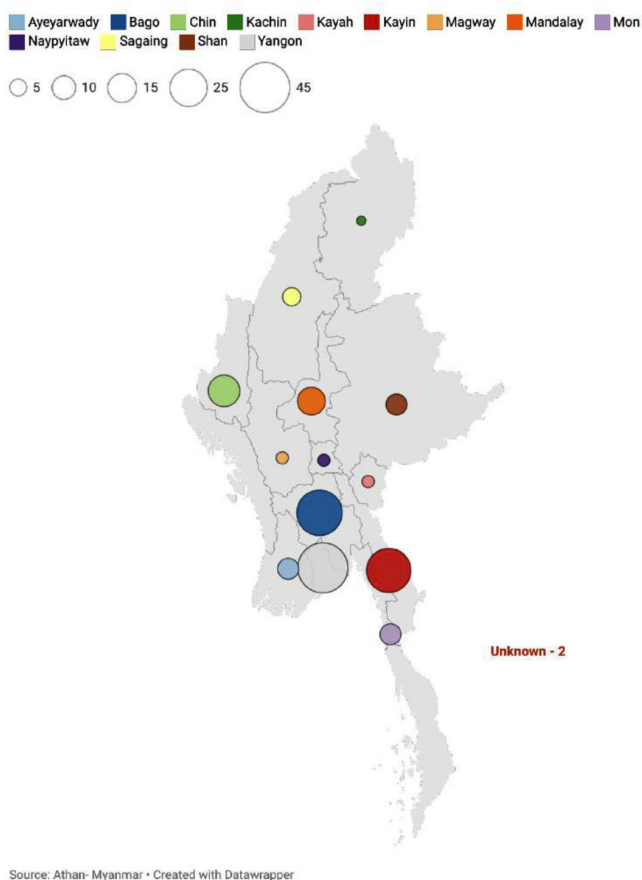 Ayeyarwady Bago Chin Kachin Kayah Kayin Magway Mandalay Mon
Naypyitaw Sagaing Shan Yangon
5 10 15 25 45
Unknown - 2
Source: Athan- Myanmar • Created with Datawrapper